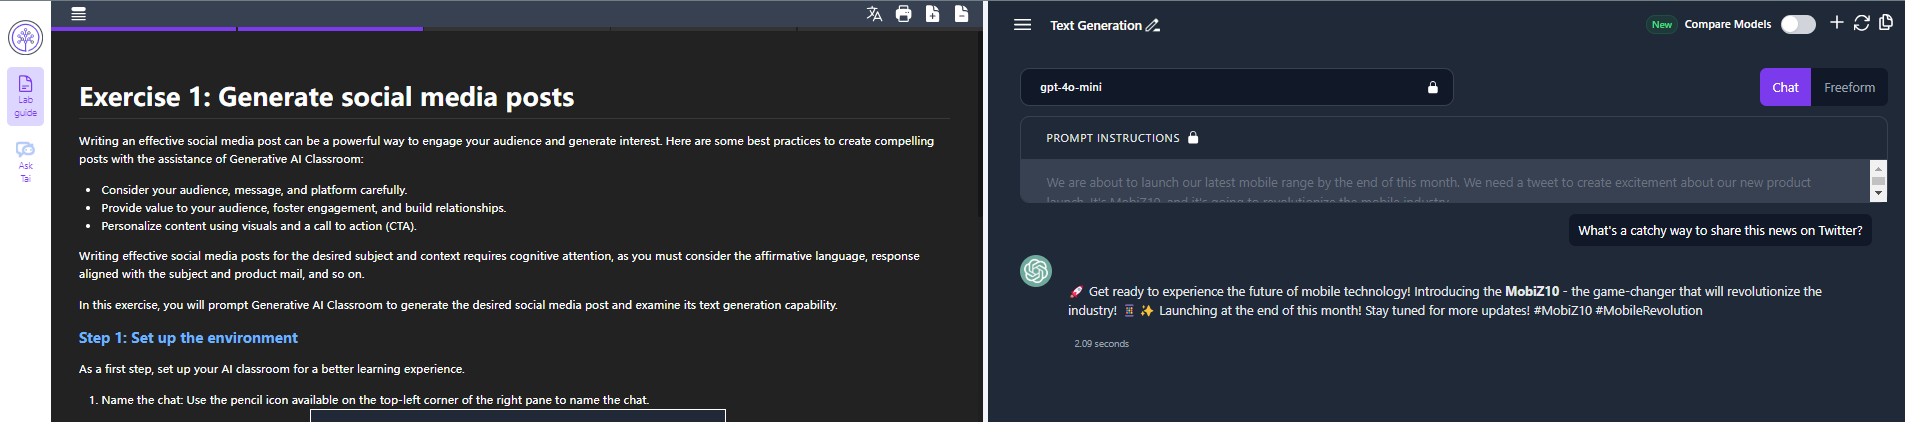 Lab
guide
Ask
Tai
Exercise 1: Generate social media posts
Writing an effective social media post can be a powerful way to engage your audience and generate interest. Here are some best practices to create compelling
posts with the assistance of Generative AI Classroom:
• Consider your audience, message, and platform carefully.
• Provide value to your audience, foster engagement, and build relationships.
• Personalize content using visuals and a call to action (CTA).
Writing effective social media posts for the desired subject and context requires cognitive attention, as you must consider the affirmative language, response
aligned with the subject and product mail, and so on.
In this exercise, you will prompt Generative AI Classroom to generate the desired social media post and examine its text generation capability.
Step 1: Set up the environment
As a first step, set up your AI classroom for a better learning experience.
1. Name the chat: Use the pencil icon available on the top-left corner of the right pane to name the chat.
Text Generation
New Compare Models
gpt-4o-mini
Chat Freeform
PROMPT INSTRUCTIONS
We are about to launch our latest mobile range by the end of this month. We need a tweet to create excitement about our new product
launch. It's MobiZ10, and it's going to revolutionize the mobile industry.
What's a catchy way to share this news on Twitter?
🚀 Get ready to experience the future of mobile technology! Introducing the MobiZ10 - the game-changer that will revolutionize the
industry! 📱✨ Launching at the end of this month! Stay tuned for more updates! #MobiZ10 #MobileRevolution
2.09 seconds